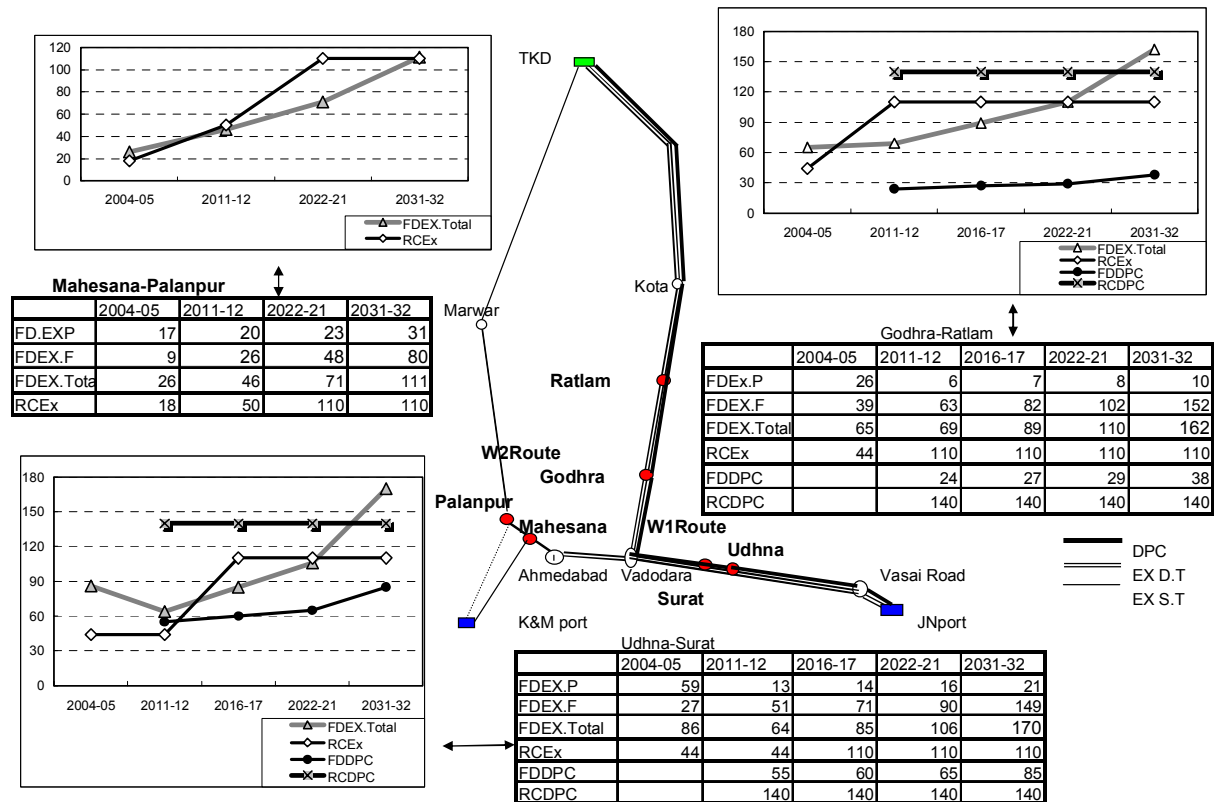 120
100
80
60
40
20
0
2004-05 2011-12 2022-21 2031-32
FDEX.Total
RCEx
Mahesana-Palanpur
2004-05 2011-12 2022-21 2031-32
FD.EXP 17 20 23 31
FDEX.F 9 26 48 80
FDEX.Tota 26 46 71 111
RCEx 18 50 110 110
180
150
120
90
60
30
0
2004-05 2011-12 2016-17 2022-21 2031-32
FDEX.Total
RCEx
FDDPC
RCDPC
Godhra-Ratlam
2004-05 2011-12 2016-17 2022-21 2031-32
FDEx.P 26 6 7 8 10
FDEX.F 39 63 82 102 152
FDEX.Total 65 69 89 110 162
RCEx 44 110 110 110 110
FDDPC 24 27 29 38
RCDPC 140 140 140 140
TKD
Kota
Marwar
Ratlam
W2Route
Godhra
Palanpur
Mahesana
W1Route
Udhna
Ahmedabad
Vadodara
Surat
Vasai Road
K&M port
JNport
DPC
EX D.T
EX S.T
180
150
120
90
60
30
0
2004-05 2011-12 2016-17 2022-21 2031-32
FDEX.Total
RCEx
FDDPC
RCDPC
Udhna-Surat
2004-05 2011-12 2016-17 2022-21 2031-32
FDEX.P 59 13 14 16 21
FDEX.F 27 51 71 90 149
FDEX.Total 86 64 85 106 170
RCEx 44 44 110 110 110
FDDPC 55 60 65 85
RCDPC 140 140 140 140